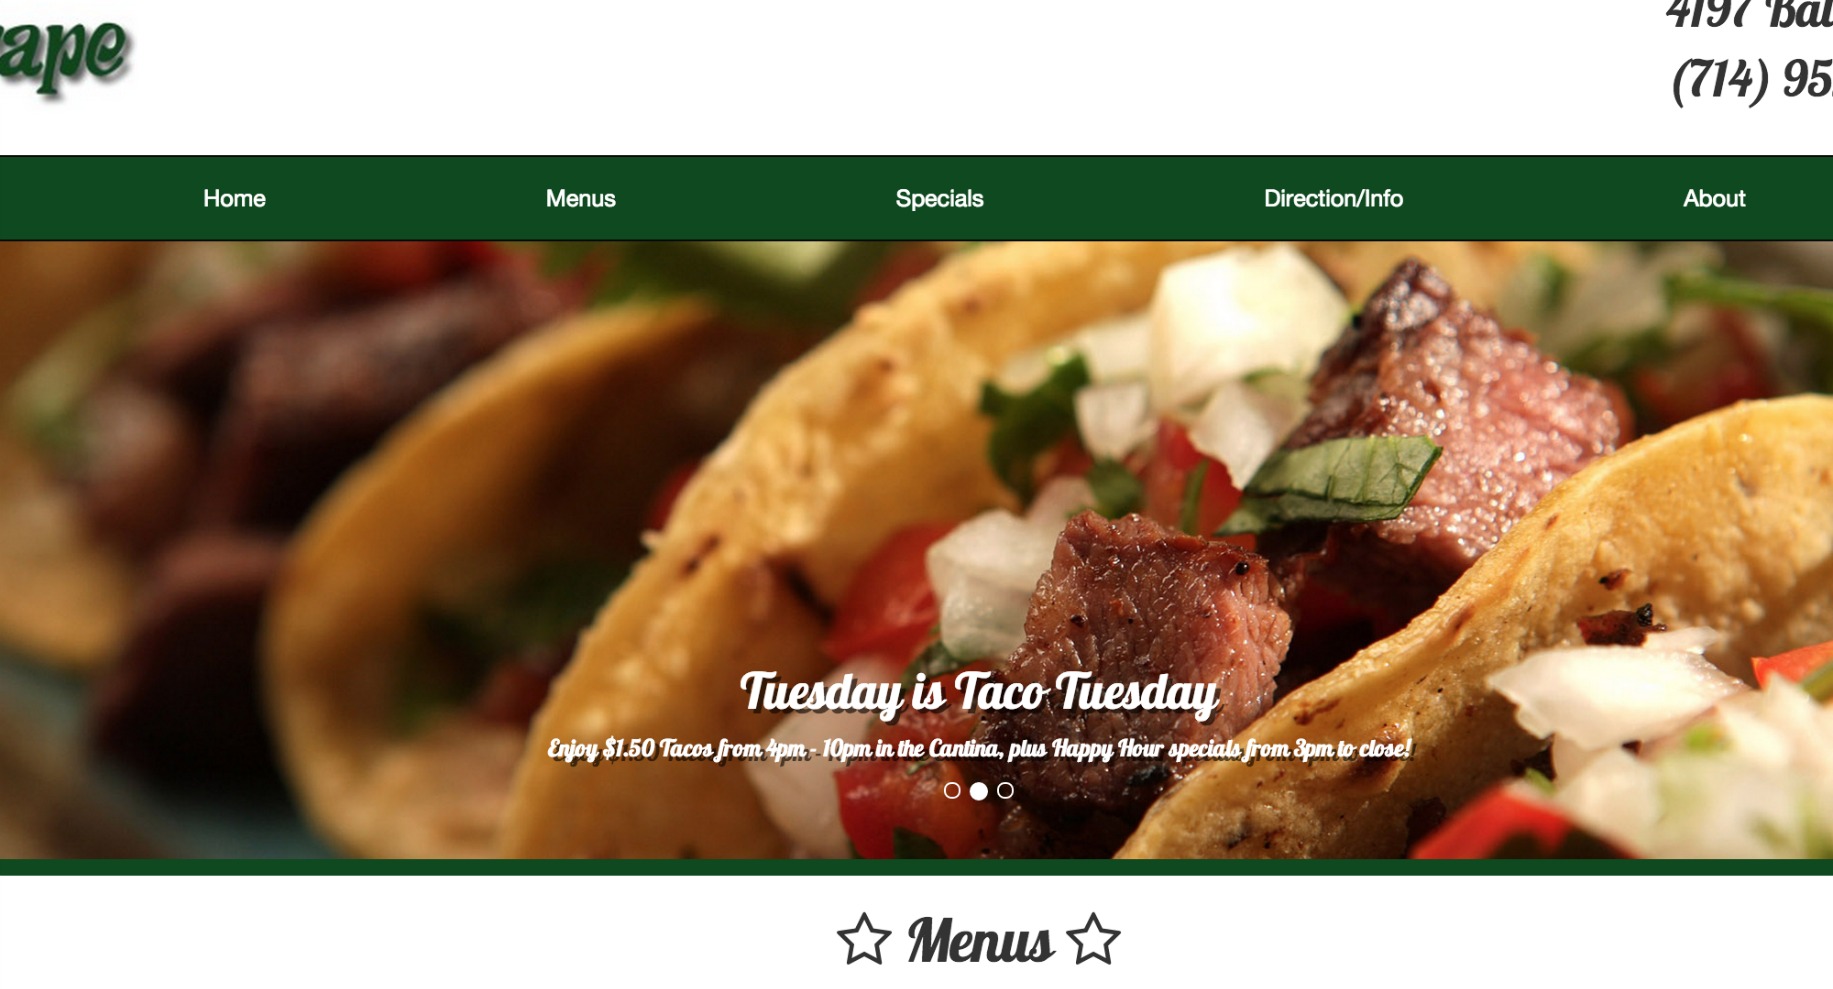 ape
4197 Bal
(714) 95
Home Menus Specials Direction/Info About
Tuesday is Taco Tuesday
Enjoy $1.50 Tacos from 4pm - 10pm in the Cantina, plus Happy Hour specials from 3pm to close!
Menus